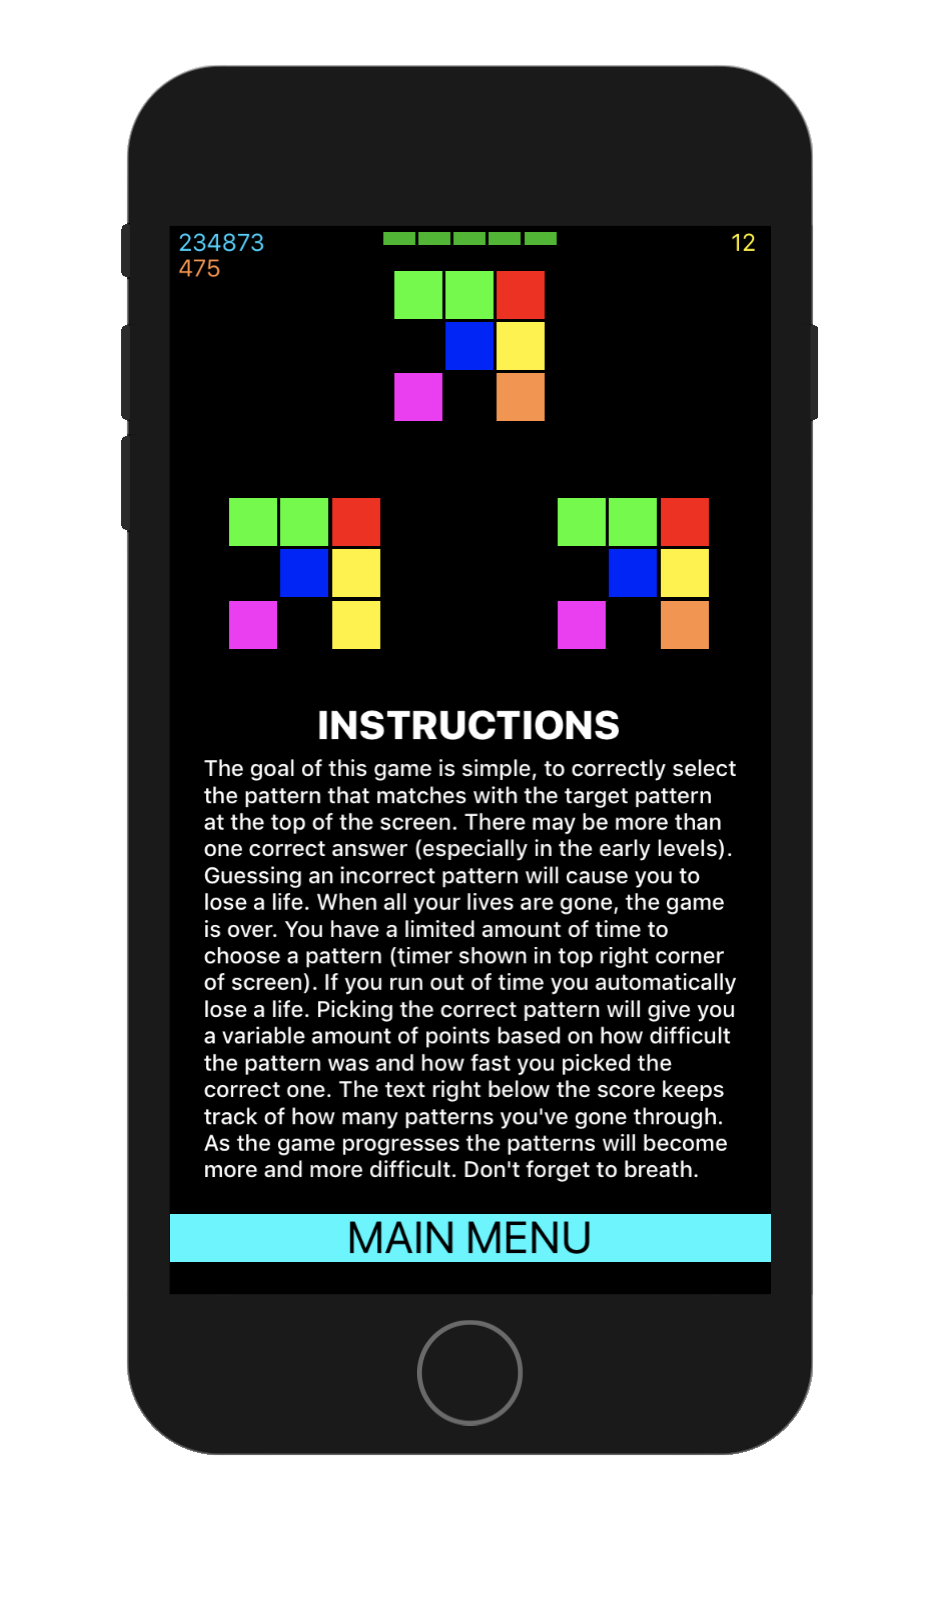 234873
12
475
INSTRUCTIONS
The goal of this game is simple, to correctly select
the pattern that matches with the target pattern
at the top of the screen. There may be more than
one correct answer (especially in the early levels).
Guessing an incorrect pattern will cause you to
lose a life. When all your lives are gone, the game
is over. You have a limited amount of time to
choose a pattern (timer shown in top right corner
of screen). If you run out of time you automatically
lose a life. Picking the correct pattern will give you
a variable amount of points based on how difficult
the pattern was and how fast you picked the
correct one. The text right below the score keeps
track of how many patterns you've gone through.
As the game progresses the patterns will become
more and more difficult. Don't forget to breath.
MAIN MENU